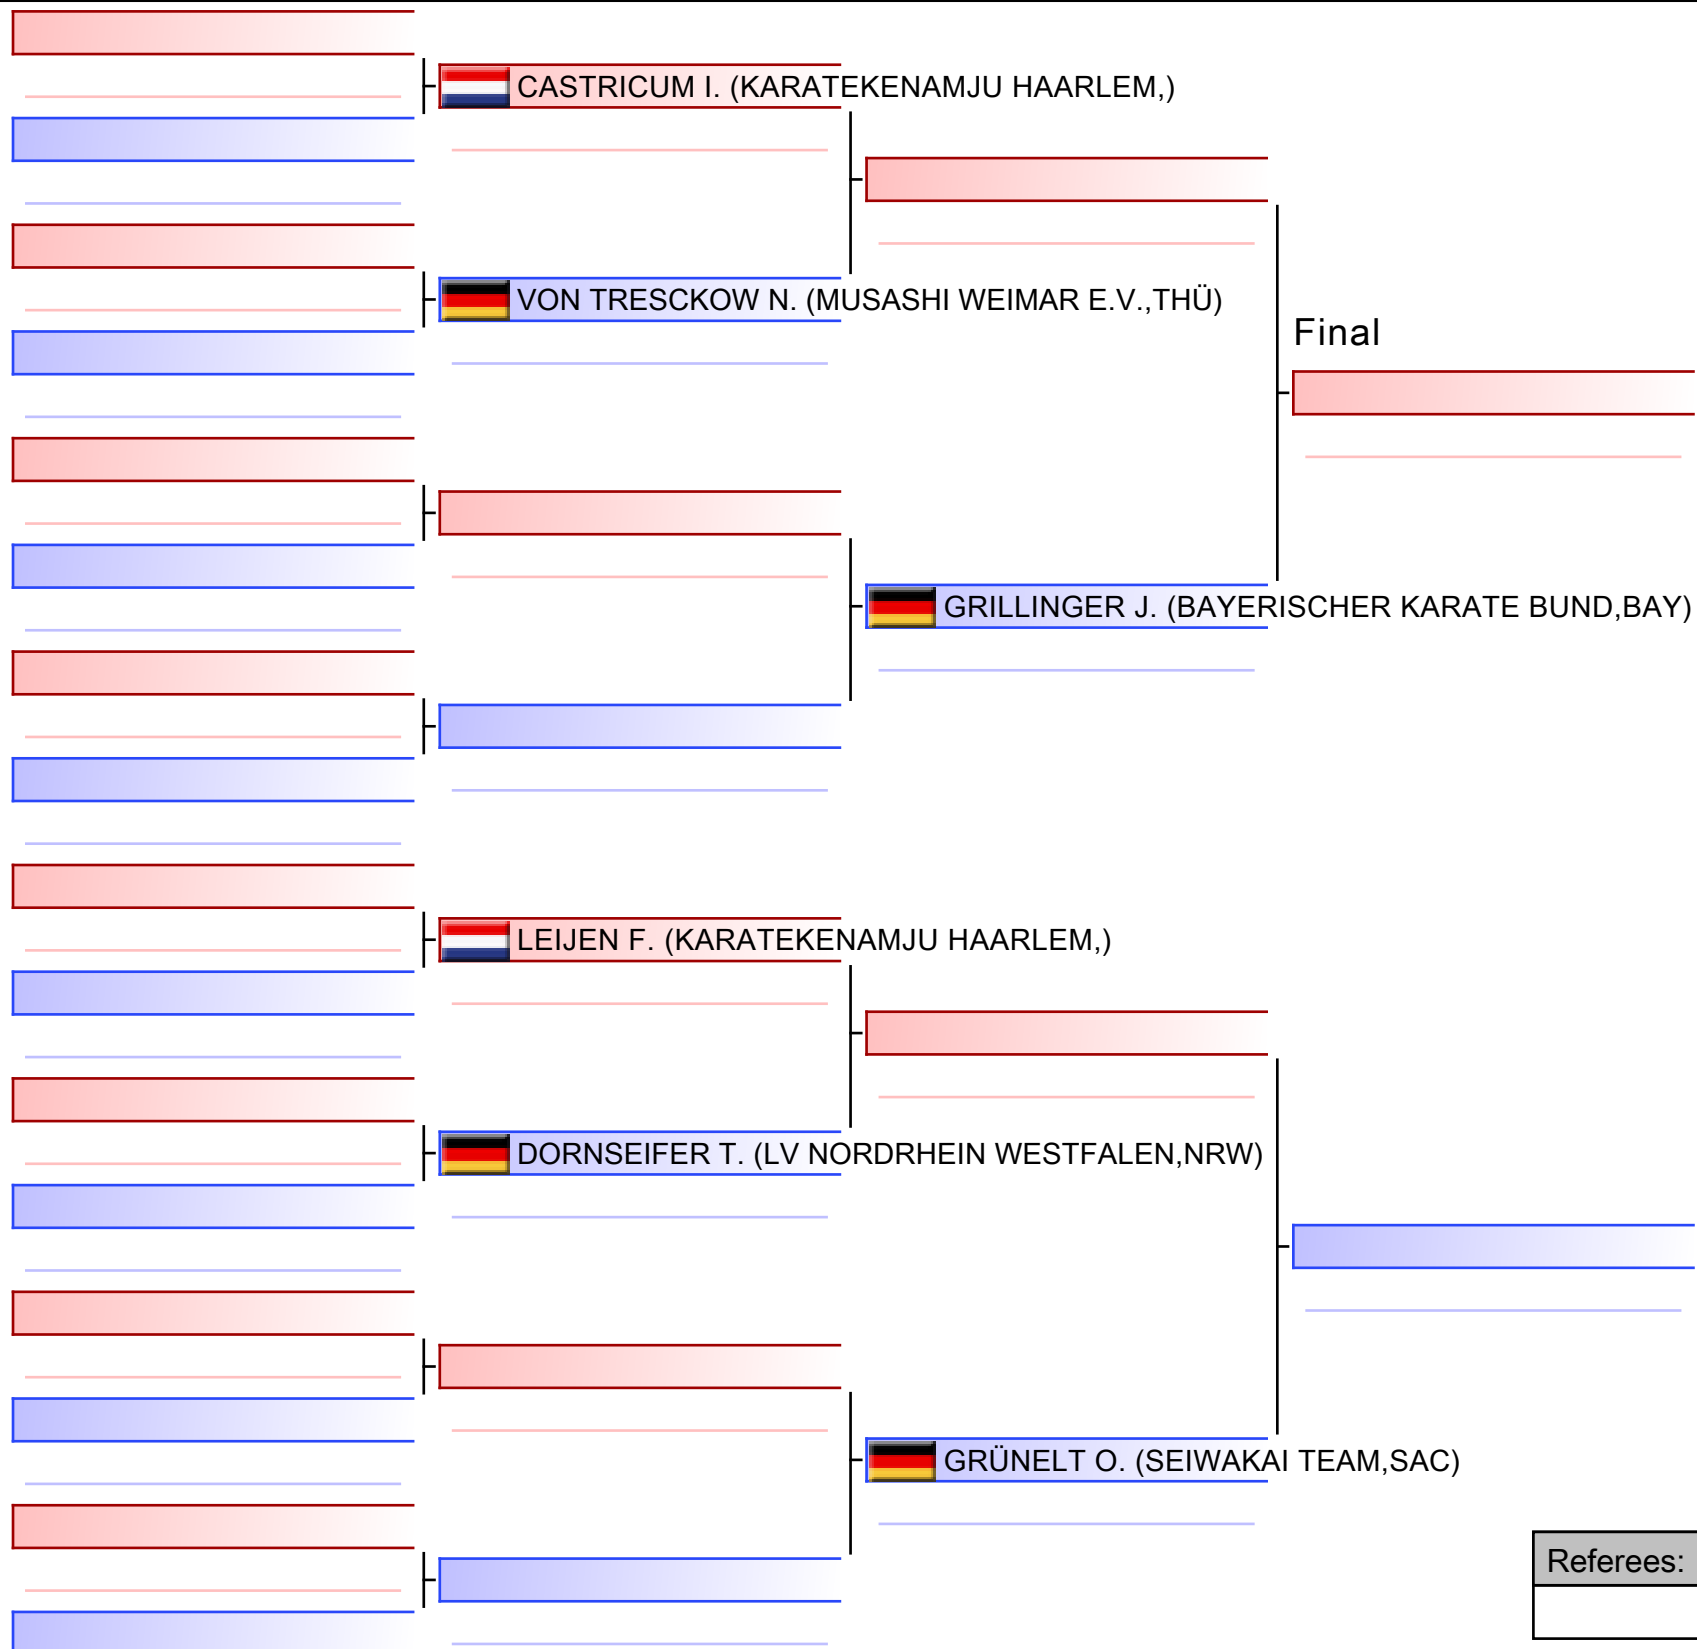 CASTRICUM I. (KARATEKENAMJU HAARLEM,)
VON TRESCKOW N. (MUSASHI WEIMAR E.V.,THÜ)
Final
GRILLINGER J. (BAYERISCHER KARATE BUND,BAY)
LEIJEN F. (KARATEKENAMJU HAARLEM,)
DORNSEIFER T. (LV NORDRHEIN WESTFALEN,NRW)
GRÜNELT O. (SEIWAKAI TEAM,SAC)
Referees: